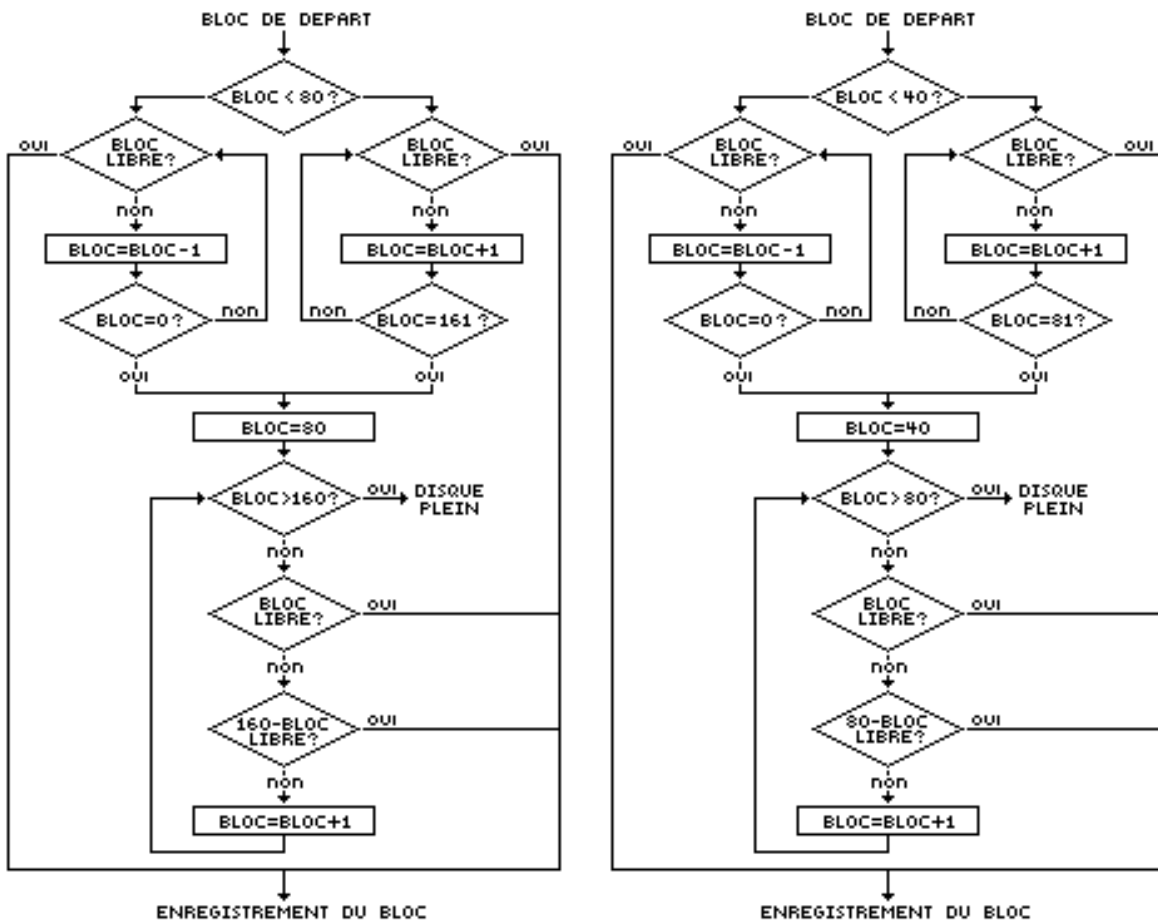 BLOC DE DEPART
BLOC < 80 ?
OUI
BLOC
LIBRE?
non
BLOC=BLOC-1
BLOC=0 ?
non
OUI
BLOC
LIBRE?
OUI
non
BLOC=BLOC+1
BLOC=161 ?
non
OUI
BLOC=80
BLOC>160?
OUI
DISQUE
PLEIN
non
BLOC
LIBRE?
OUI
non
160-BLOC
LIBRE?
OUI
non
BLOC=BLOC+1
ENREGISTREMENT DU BLOC
BLOC DE DEPART
BLOC < 40 ?
OUI
BLOC
LIBRE?
non
BLOC=BLOC-1
BLOC=0 ?
non
OUI
BLOC
LIBRE?
OUI
non
BLOC=BLOC+1
BLOC=81?
non
OUI
BLOC=40
BLOC>80?
OUI
DISQUE
PLEIN
non
BLOC
LIBRE?
OUI
non
80-BLOC
LIBRE?
OUI
non
BLOC=BLOC+1
ENREGISTREMENT DU BLOC